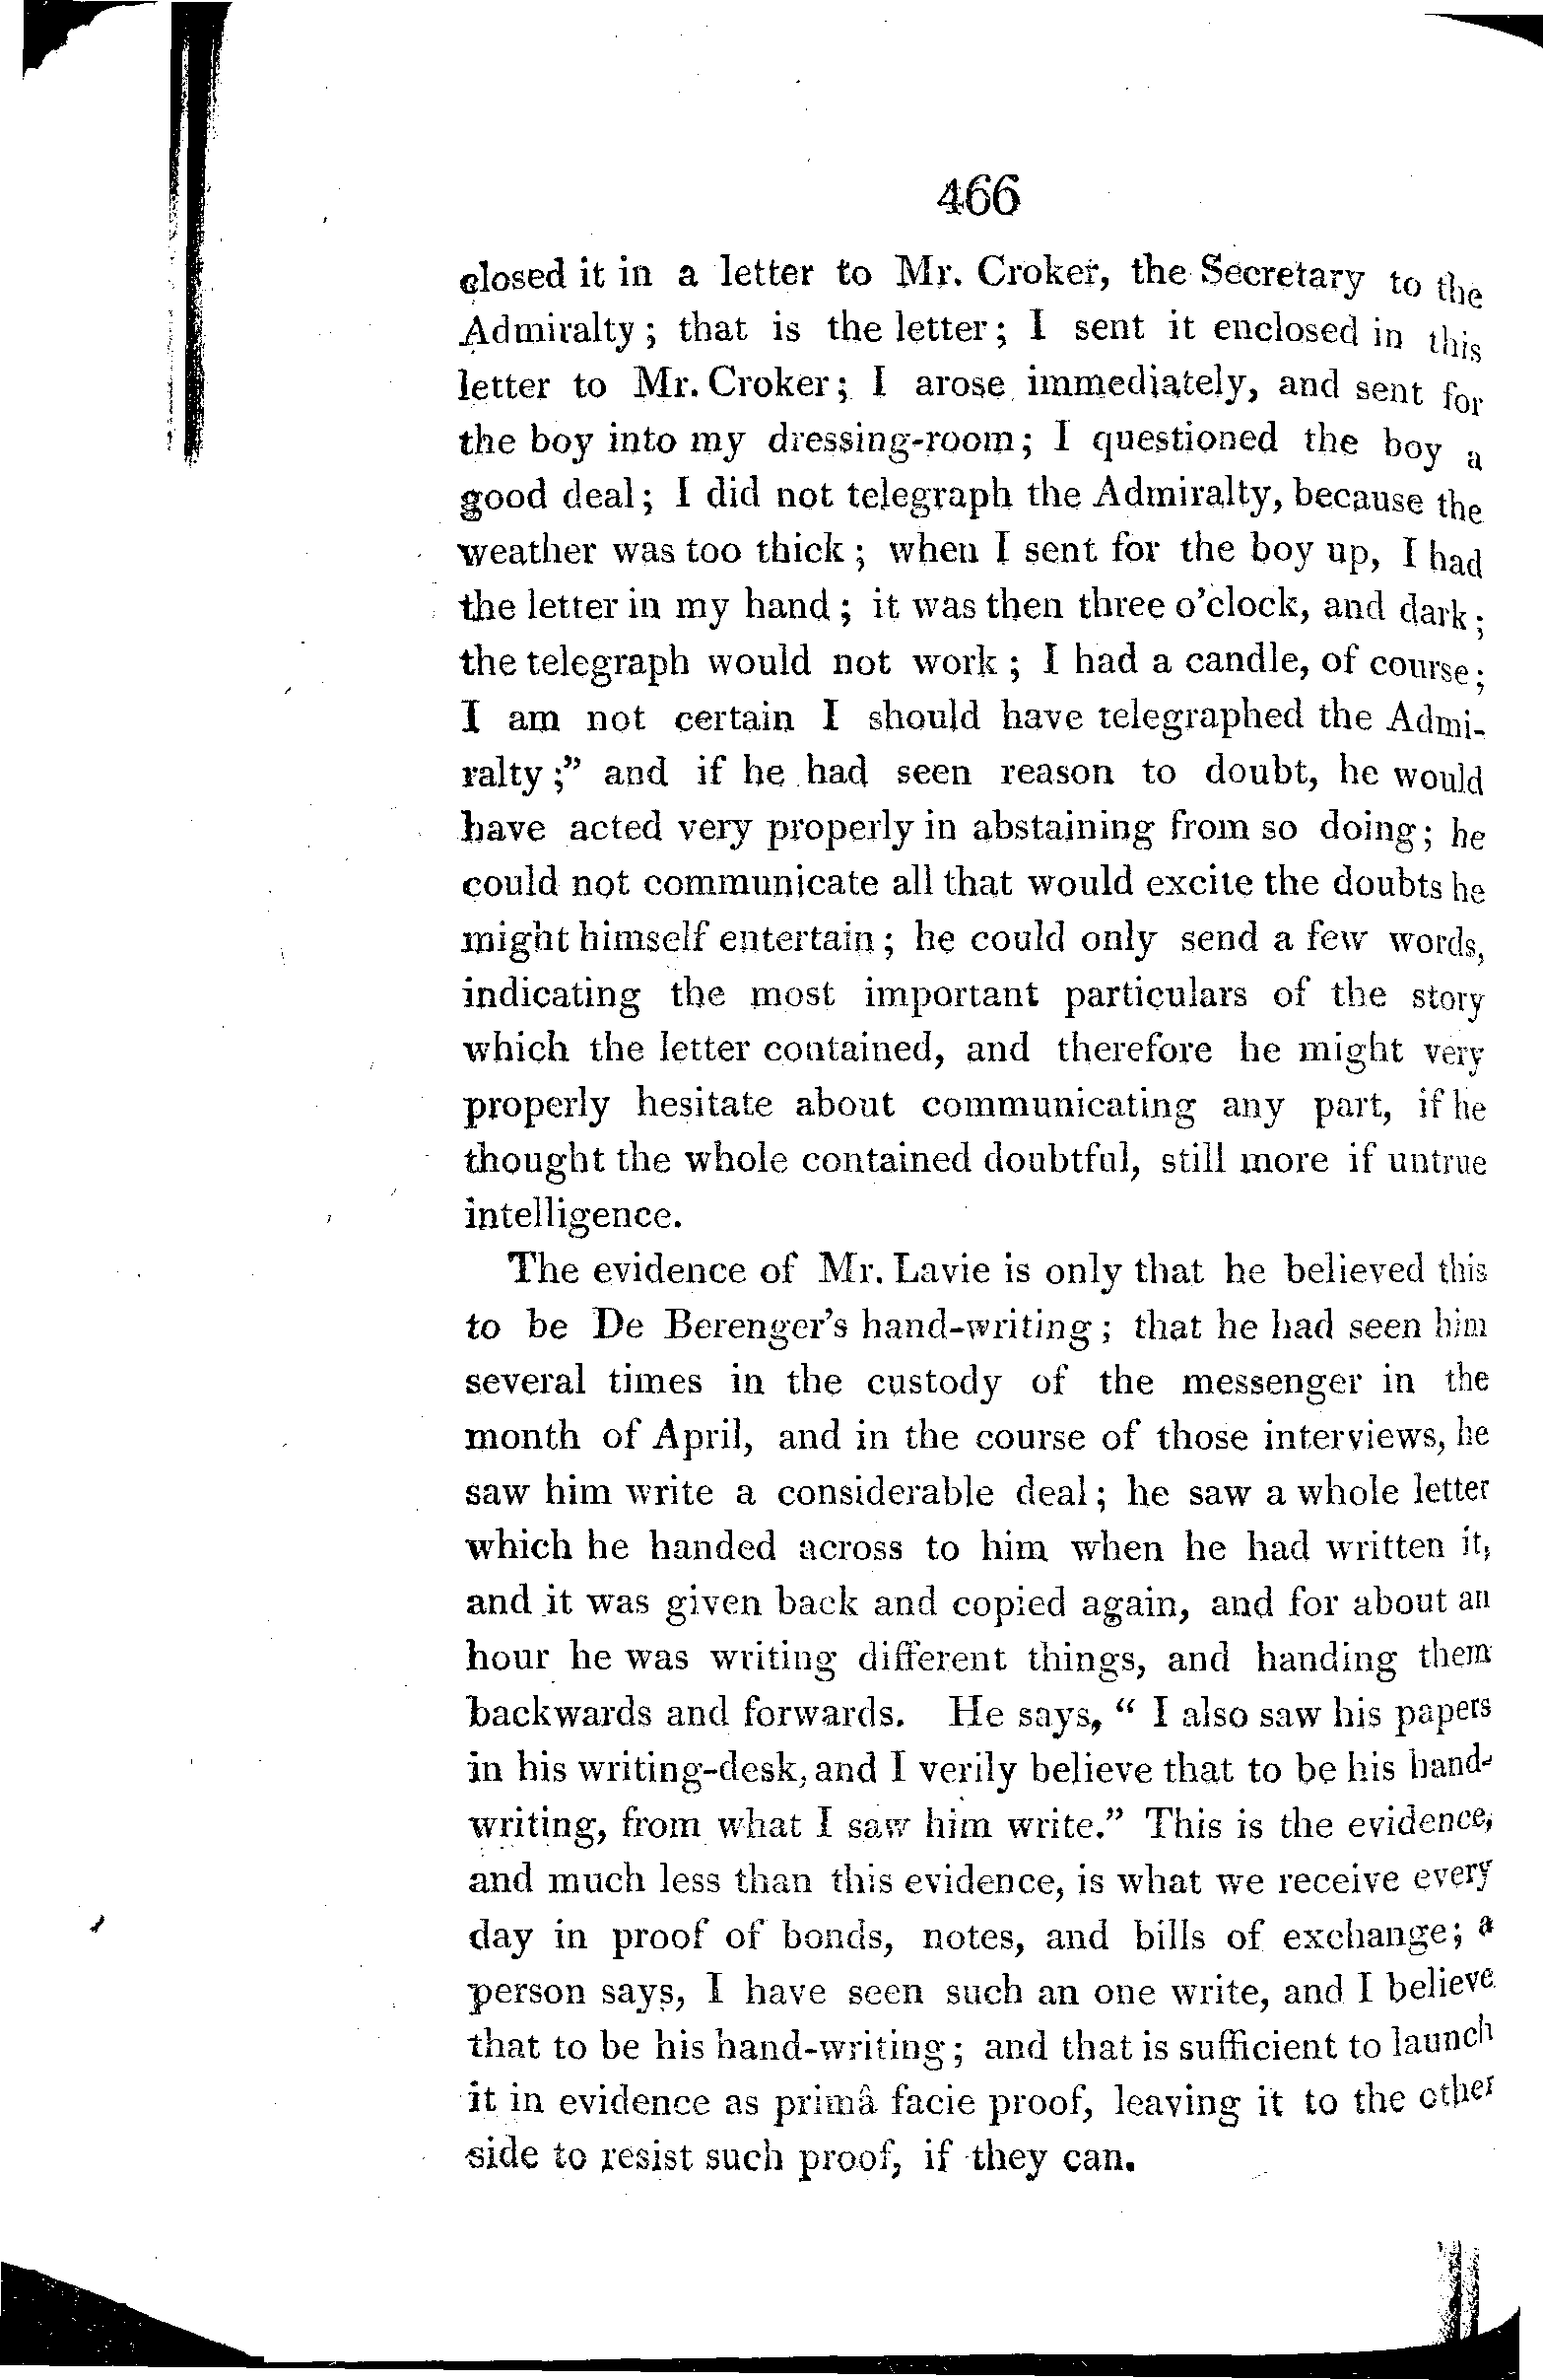 466
closed it in a letter to Mr. Croker, the Secretary to the
Admiralty; that is the letter; I sent it enclosed in this
letter to Mr. Croker; I arose immediately, and sent for
the boy into my dressing-room; I questioned the boy a
good deal; I did not telegraph the Admiralty, because the
weather was too thick; when I sent for the boy up, I had
the letter in my hand; it was then three o'clock, and dark;
the telegraph would not work; I had a candle, of course;
I am not certain I should have telegraphed the Admi-
ralty;" and if he had seen reason to doubt, he would
have acted very properly in abstaining from so doing; he
could not communicate all that would excite the doubts he
might himself entertain; he could only send a few words,
indicating the most important particulars of the story
which the letter contained, and therefore he might very
properly hesitate about communicating any part, if he
thought the whole contained doubtful, still more if untrue
intelligence.
The evidence of Mr. Lavie is only that he believed this
to be De Berenger's hand-writing; that he had seen him
several times in the custody of the messenger in the
month of April, and in the course of those interviews, he
saw him write a considerable deal; he saw a whole letter
which he handed across to him when he had written it,
and it was given back and copied again, and for about an
hour he was writing different things, and handing them
backwards and forwards. He says, " I also saw his papers
in his writing-desk, and I verily believe that to be his hand-
writing, from what I saw him write." This is the evidence,
and much less than this evidence, is what we receive every
day in proof of bonds, notes, and bills of exchange; a
person says, I have seen such an one write, and I believe
that to be his hand-writing; and that is sufficient to launch
it in evidence as primâ facie proof, leaving it to the other
side to resist such proof, if they can.